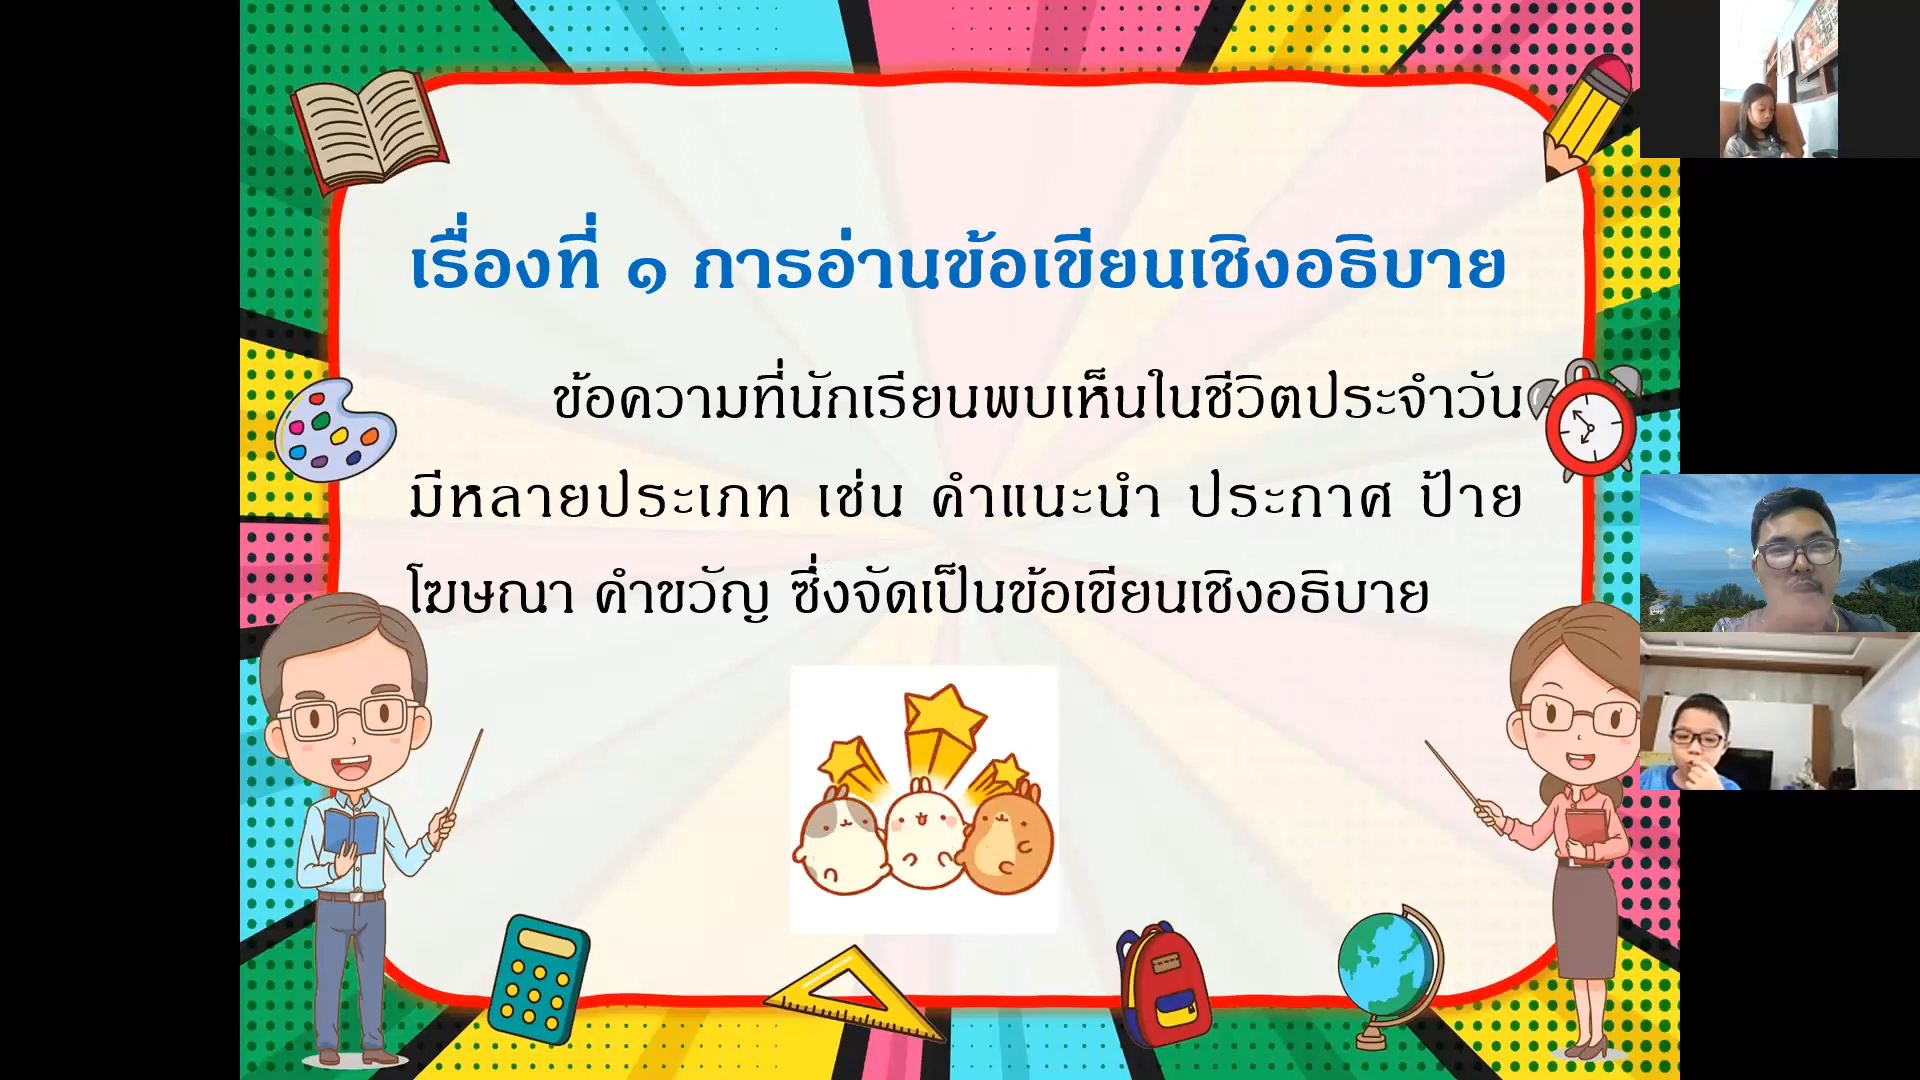 เรื่องที่ ๑ การอ่านข้อเขียนเชิงอธิบาย
ข้อความที่นักเรียนพบเห็นในชีวิตประจำวัน
มีหลายประเภท เช่น คำแนะนำ ประกาศ ป้าย
โฆษณา คำขวัญ ซึ่งจัดเป็นข้อเขียนเชิงอธิบาย